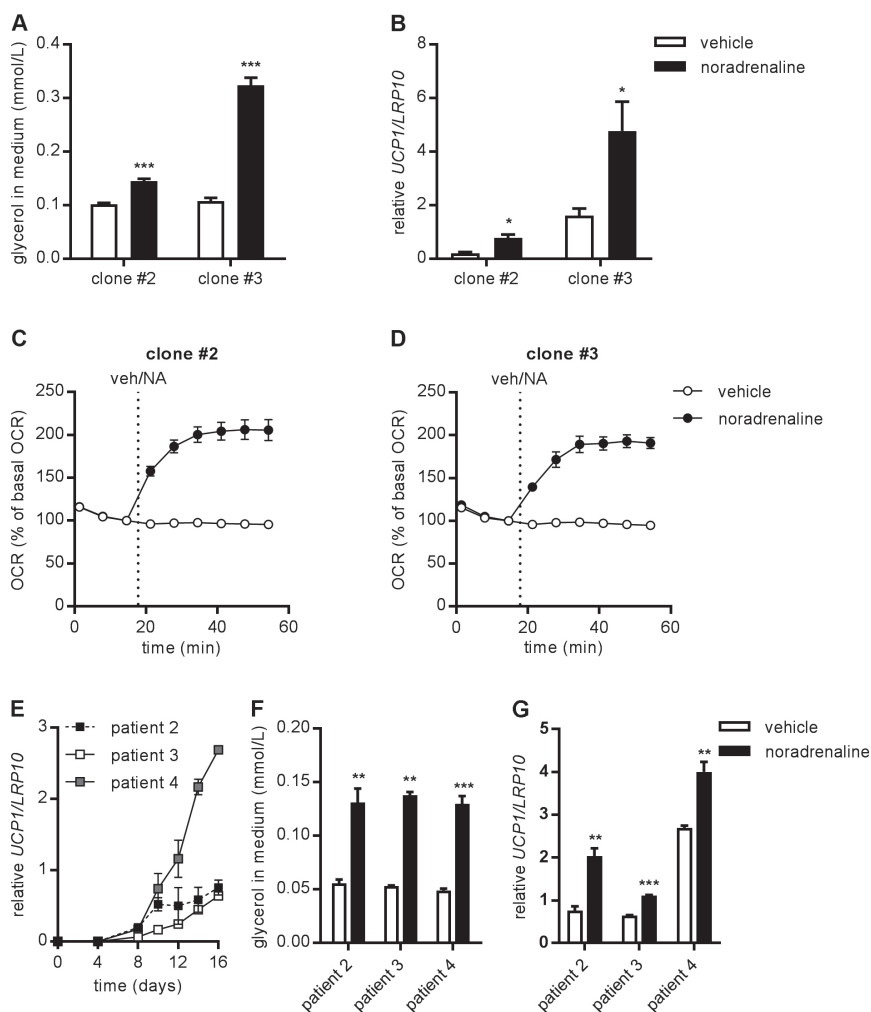 A
glycerol in medium (mmol/L)
0.4
0.3
0.2
0.1
0.0
***
***
clone #2
clone #3
B
relative UCP1/LRP10
8
6
4
2
0
*
*
clone #2
clone #3
vehicle
noradrenaline
C
clone #2
veh/NA
OCR (% of basal OCR)
250
200
150
100
50
0
0
20
40
60
time (min)
D
clone #3
veh/NA
OCR (% of basal OCR)
250
200
150
100
50
0
0
20
40
60
time (min)
vehicle
noradrenaline
E
relative UCP1/LRP10
3
2
1
0
patient 2
patient 3
patient 4
0
4
8
12
16
time (days)
F
glycerol in medium (mmol/L)
0.20
0.15
0.10
0.05
0.00
**
**
***
patient 2
patient 3
patient 4
G
relative UCP1/LRP10
5
4
3
2
1
0
**
***
**
patient 2
patient 3
patient 4
vehicle
noradrenaline